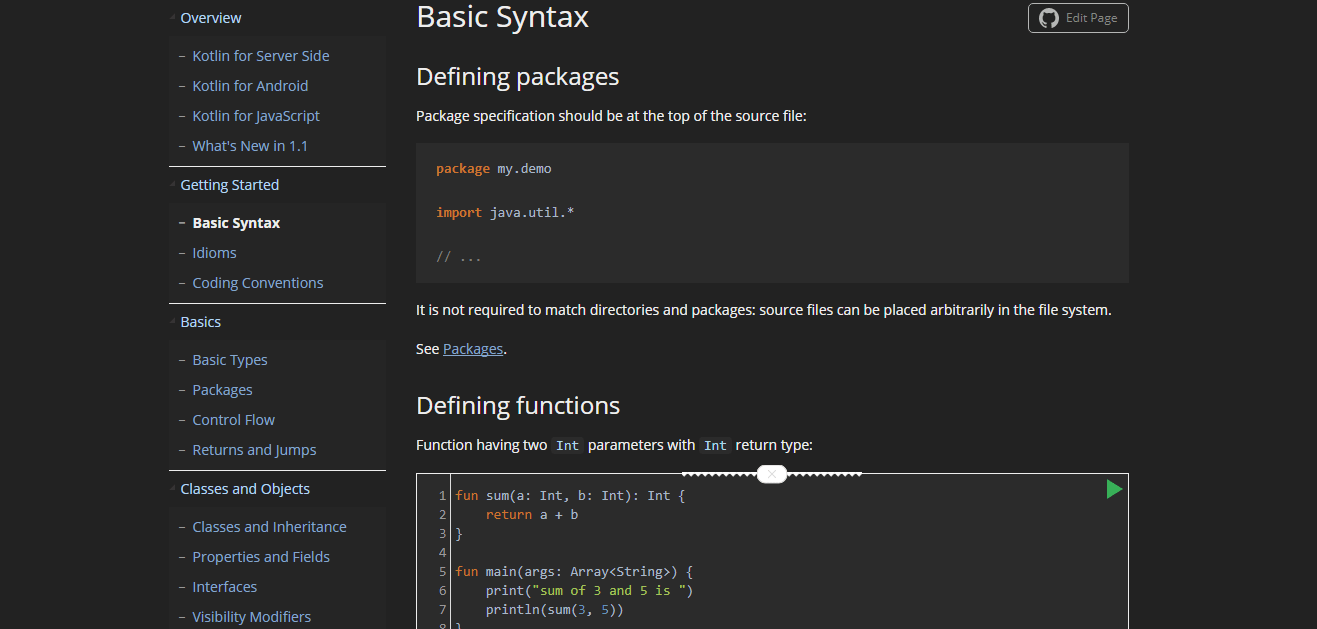 Overview
– Kotlin for Server Side
– Kotlin for Android
– Kotlin for JavaScript
– What's New in 1.1
Getting Started
– Basic Syntax
– Idioms
– Coding Conventions
Basics
– Basic Types
– Packages
– Control Flow
– Returns and Jumps
Classes and Objects
– Classes and Inheritance
– Properties and Fields
– Interfaces
– Visibility Modifiers
Basic Syntax
Edit Page
Defining packages
Package specification should be at the top of the source file:
package my.demo
import java.util.*
// ...
It is not required to match directories and packages: source files can be placed arbitrarily in the file system.
See Packages.
Defining functions
Function having two Int parameters with Int return type:
1 fun sum(a: Int, b: Int): Int {
2     return a + b
3 }
4
5 fun main(args: Array<String>) {
6     print("sum of 3 and 5 is ")
7     println(sum(3, 5))
8 }